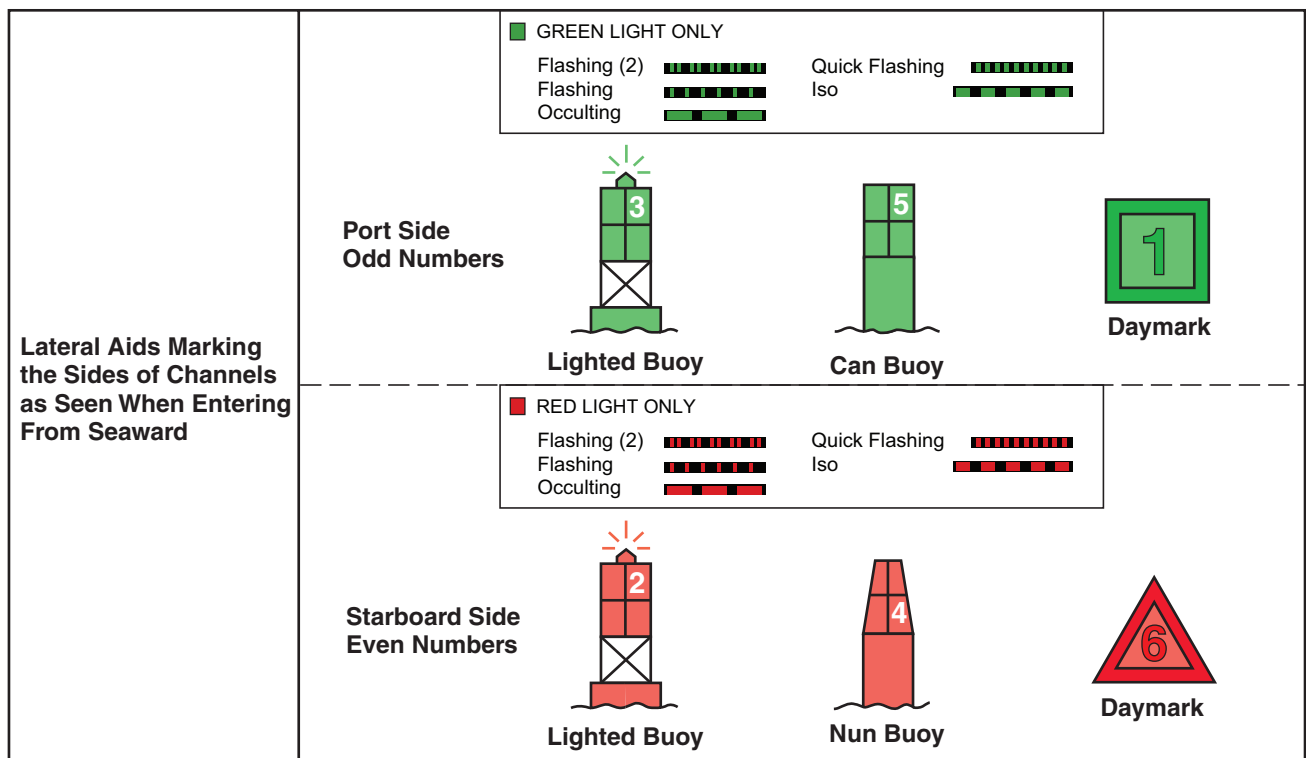 Lateral Aids Marking
the Sides of Channels
as Seen When Entering
From Seaward
GREEN LIGHT ONLY
Flashing (2)
Quick Flashing
Flashing
Iso
Occulting
Port Side
Odd Numbers
3
5
1
Lighted Buoy
Can Buoy
Daymark
RED LIGHT ONLY
Flashing (2)
Quick Flashing
Flashing
Iso
Occulting
Starboard Side
Even Numbers
2
4
6
Lighted Buoy
Nun Buoy
Daymark